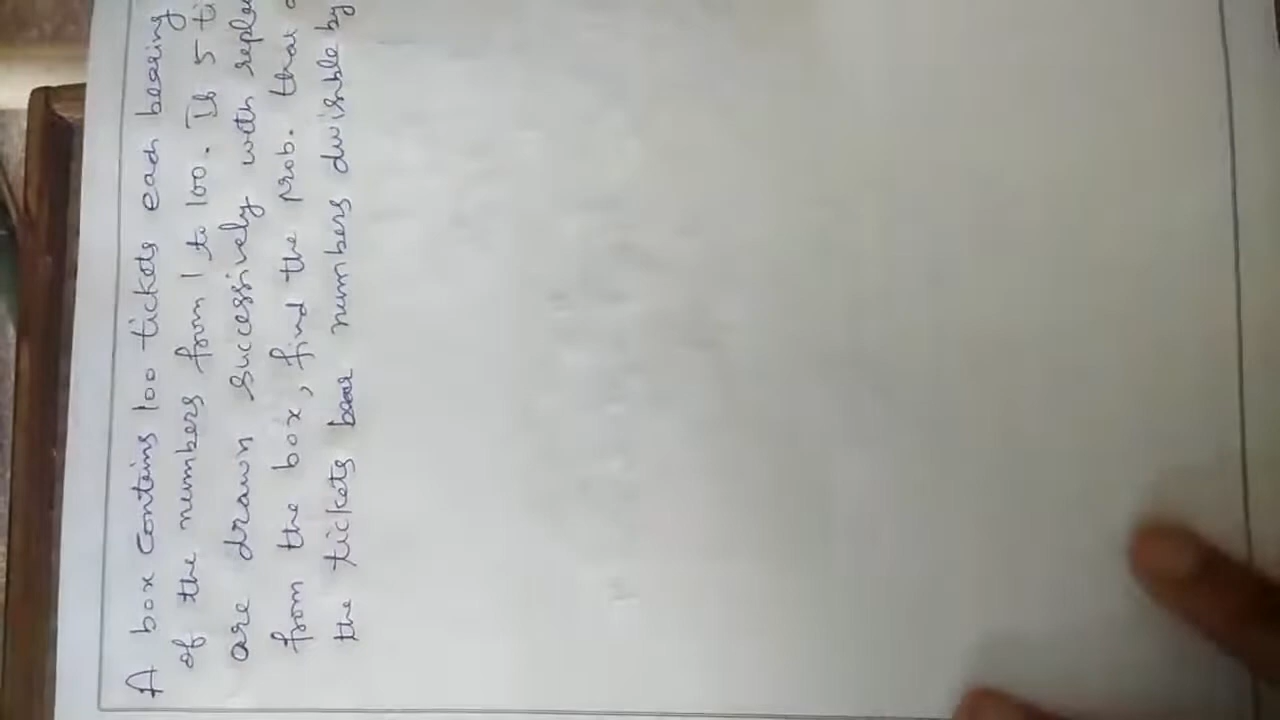 A box contains 100 tickets each bearing
of the numbers from 1 to 100. If 5
are drawn successively with
from the box, find the prob. that
the tickets bear numbers divisible by